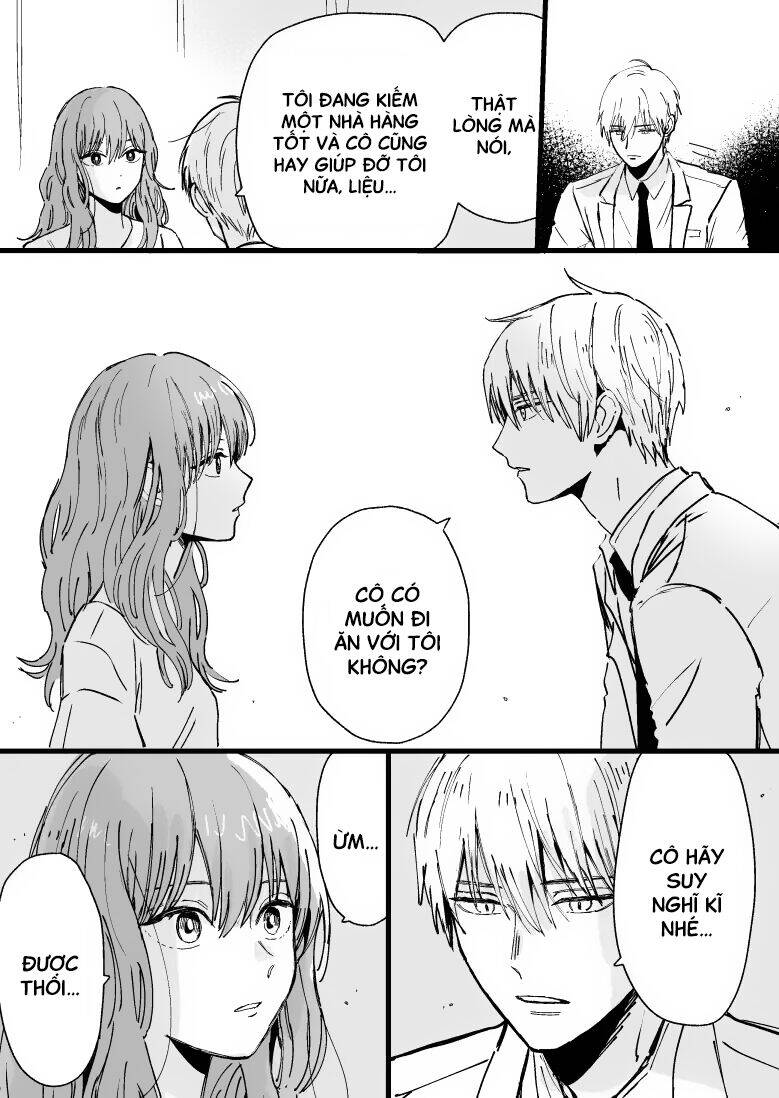 THẬT
LÒNG MÀ
NÓI,
TÔI ĐANG KIẾM
MỘT NHÀ HÀNG
TỐT VÀ CÔ CŨNG
HAY GIÚP ĐỠ TÔI
NỮA, LIỆU...
CÔ CÓ
MUỐN ĐI
ĂN VỚI TÔI
KHÔNG?
CÔ HÃY
SUY
NGHĨ KĨ
NHÉ...
ỪM...
ĐƯỢC
THỐI...